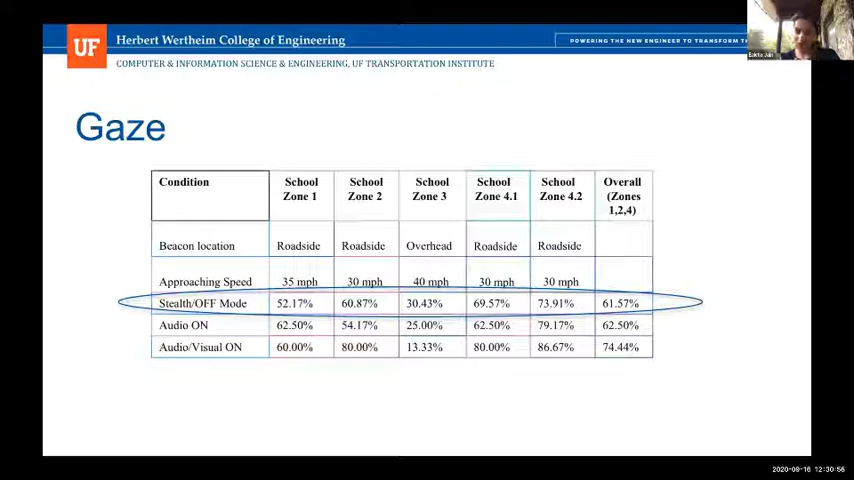 UF
Herbert Wertheim College of Engineering
POWERING THE NEW ENGINEER TO TRANSFORM
COMPUTER & INFORMATION SCIENCE & ENGINEERING, UF TRANSPORTATION INSTITUTE
Eakta Jain
Gaze
Condition School Zone 1 School Zone 2 School Zone 3 School Zone 4.1 School Zone 4.2 Overall (Zones 1,2,4)
Beacon location Roadside Roadside Overhead Roadside Roadside
Approaching Speed 35 mph 30 mph 40 mph 30 mph 30 mph
Stealth/OFF Mode 52.17% 60.87% 30.43% 69.57% 73.91% 61.57%
Audio ON 62.50% 54.17% 25.00% 62.50% 79.17% 62.50%
Audio/Visual ON 60.00% 80.00% 13.33% 80.00% 86.67% 74.44%
2020-09-16 12:30:56